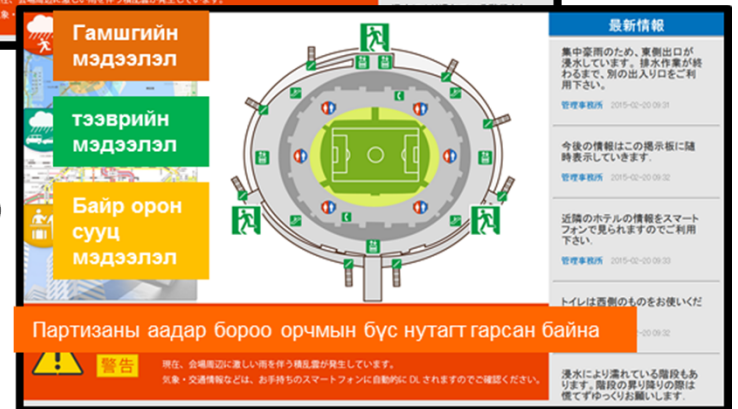 Гамшгийн
мэдээлэл
тээврийн
мэдээлэл
Байр орон
сууц
мэдээлэл
Партизаны аадар бороо орчмын бүс нутагт гарсан байна
警告
現在、会場周辺に激しい雨を伴う積乱雲が発生しています。
気象・交通情報などは、お手持ちのスマートフォンに自動的に DL されますのでご確認ください。
最新情報
集中豪雨のため、東側出口が
浸水しています。排水作業が終
わるまで、別の出入り口をご利
用下さい。
管理事務所 2015-02-20 09:31
今後の情報はこの掲示板に随
時表示していきます.
管理事務所 2015-02-20 09:32
近隣のホテルの情報をスマート
フォンで見られますのでご利用
下さい.
管理事務所 2015-02-20 09:33
トイレは西側のものをお使いくだ
-20 09:32
浸水により濡れている階段もあ
ります。階段の昇り降りの際は
慌てずゆっくりお願いします.